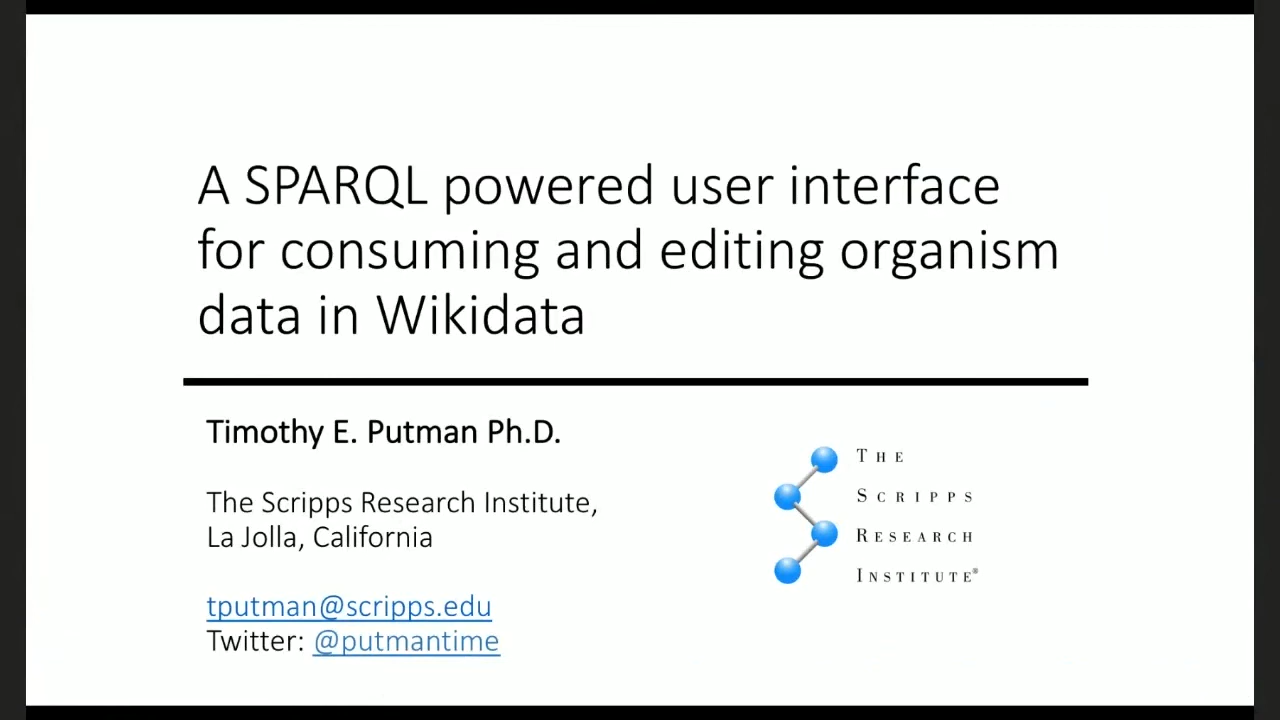 A SPARQL powered user interface
for consuming and editing organism
data in Wikidata
Timothy E. Putman Ph.D.
The Scripps Research Institute,
La Jolla, California
tputman@scripps.edu
Twitter: @putmantime
THE
SCRIPPS
RESEARCH
INSTITUTE®